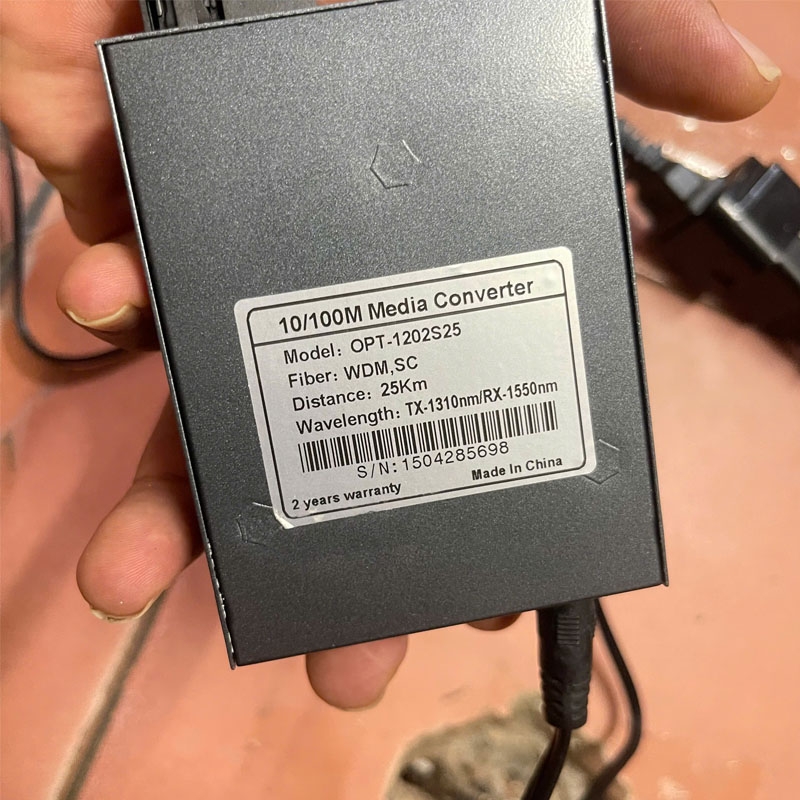 10/100M Media Converter
Model: OPT-1202S25
Fiber: WDM,SC
Distance: 25Km
Wavelength: TX-1310nm/RX-1550nm
S/N:1504285698
2 years warranty
Made In China